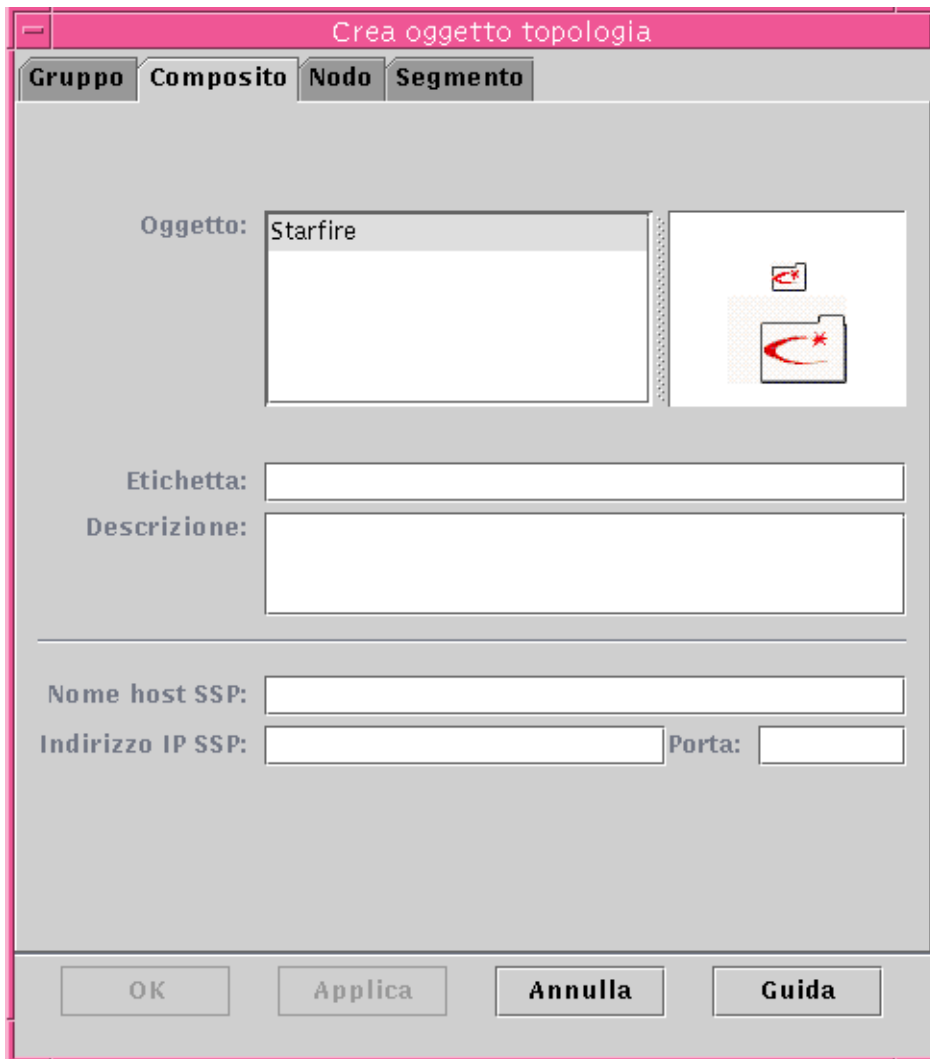 Crea oggetto topologia
Gruppo Composito Nodo Segmento
Oggetto: Starfire
Etichetta:
Descrizione:
Nome host SSP:
Indirizzo IP SSP: Porta:
OK Applica Annulla Guida